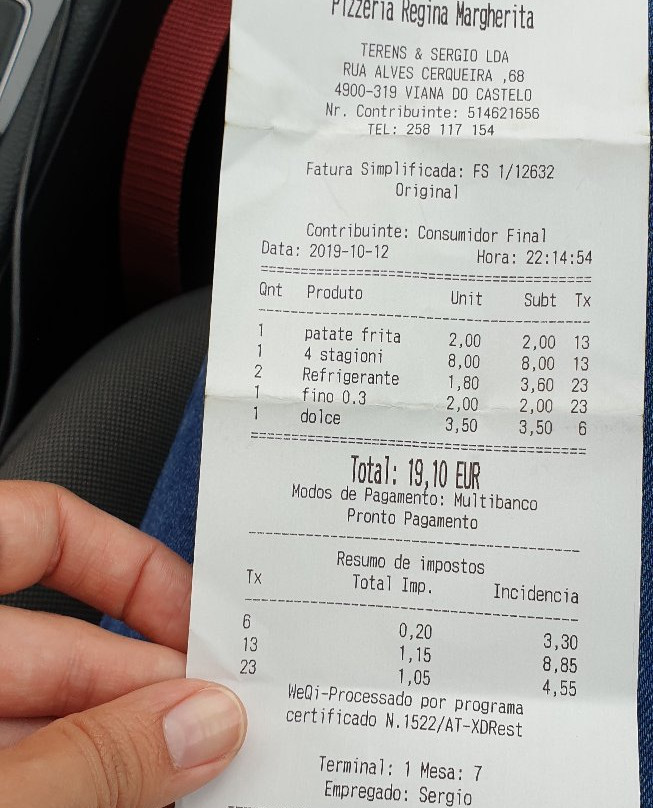 Pizzeria Regina Margherita
TERENS & SERGIO LDA
RUA ALVES CERQUEIRA ,68
4900-319 VIANA DO CASTELO
Nr. Contribuinte: 514621656
TEL: 258 117 154
Fatura Simplificada: FS 1/12632
Original
Contribuinte: Consumidor Final
Data: 2019-10-12 Hora: 22:14:54
Qnt Produto Unit Subt Tx
1 patate frita 2,00 2,00 13
1 4 stagioni 8,00 8,00 13
2 Refrigerante 1,80 3,60 23
1 fino 0.3 2,00 2,00 23
1 dolce 3,50 3,50 6
Total: 19,10 EUR
Modos de Pagamento: Multibanco
Pronto Pagamento
Resumo de impostos
Tx Total Imp. Incidencia
6 0,20 3,30
13 1,15 8,85
23 1,05 4,55
WeQi-Processado por programa
certificado N.1522/AT-XDRest
Terminal: 1 Mesa: 7
Empregado: Sergio